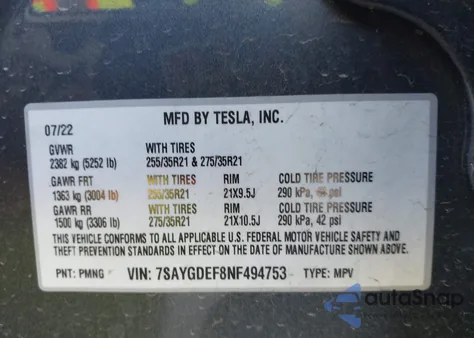 MFD BY TESLA, INC.
07/22
GVWR WITH TIRES
2382 kg (5252 lb) 255/35R21 & 275/35R21
GAWR FRT WITH TIRES RIM COLD TIRE PRESSURE
1363 kg (3004 lb) 255/35R21 21X9.5J 290 kPa, psi
GAWR RR WITH TIRES RIM COLD TIRE PRESSURE
1500 kg (3306 lb) 275/35R21 21X10.5J 290 kPa, 42 psi
THIS VEHICLE CONFORMS TO ALL APPLICABLE U.S. FEDERAL MOTOR VEHICLE SAFETY AND
THEFT PREVENTION STANDARDS IN EFFECT ON THE DATE OF MANUFACTURE SHOWN ABOVE.
PNT: PMNG VIN: 7SAYGDEF8NF494753 TYPE: MPV
autoSnap